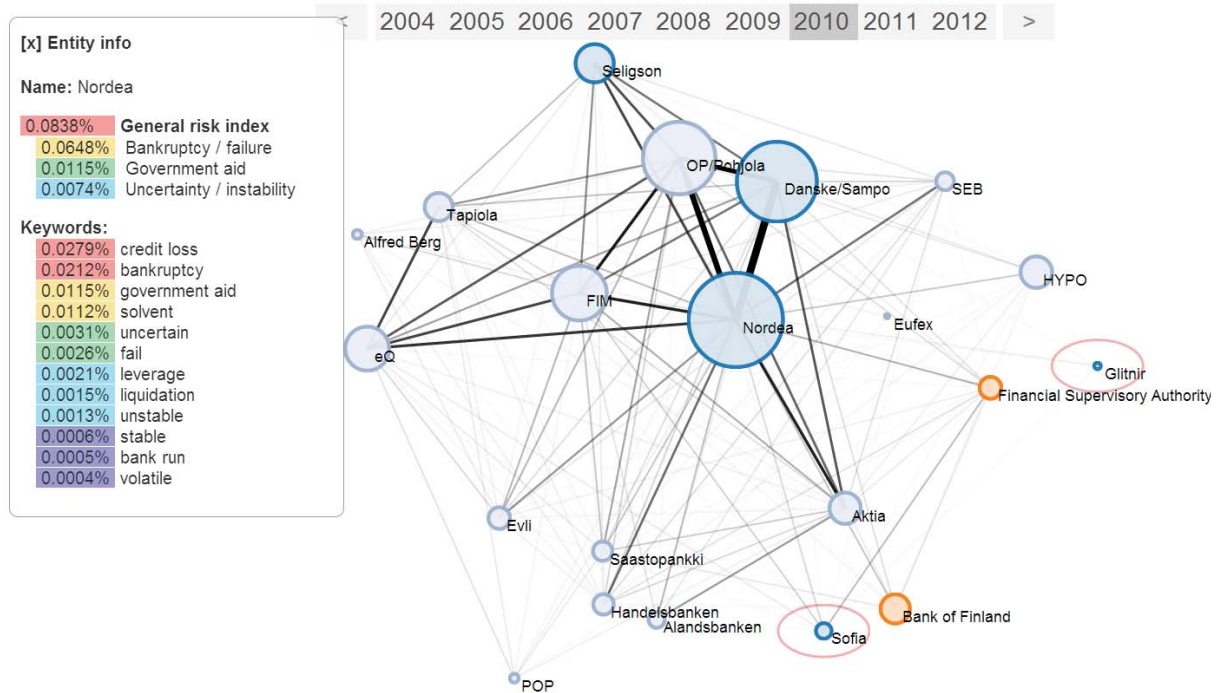 < 2004 2005 2006 2007 2008 2009 2010 2011 2012 >
[x] Entity info
Name: Nordea
0.0838% General risk index
0.0648% Bankruptcy / failure
0.0115% Government aid
0.0074% Uncertainty / instability
Keywords:
0.0279% credit loss
0.0212% bankruptcy
0.0115% government aid
0.0112% solvent
0.0031% uncertain
0.0026% fail
0.0021% leverage
0.0015% liquidation
0.0013% unstable
0.0006% stable
0.0005% bank run
0.0004% volatile
Seligson
OP/Pohjola
Danske/Sampo
SEB
Tapiola
Alfred Berg
HYPO
FIM
Nordea
Eufex
eQ
Glitnir
Financial Supervisory Authority
Aktia
Evli
Saastopankki
Handelsbanken
Alandsbanken
Bank of Finland
Sofia
POP